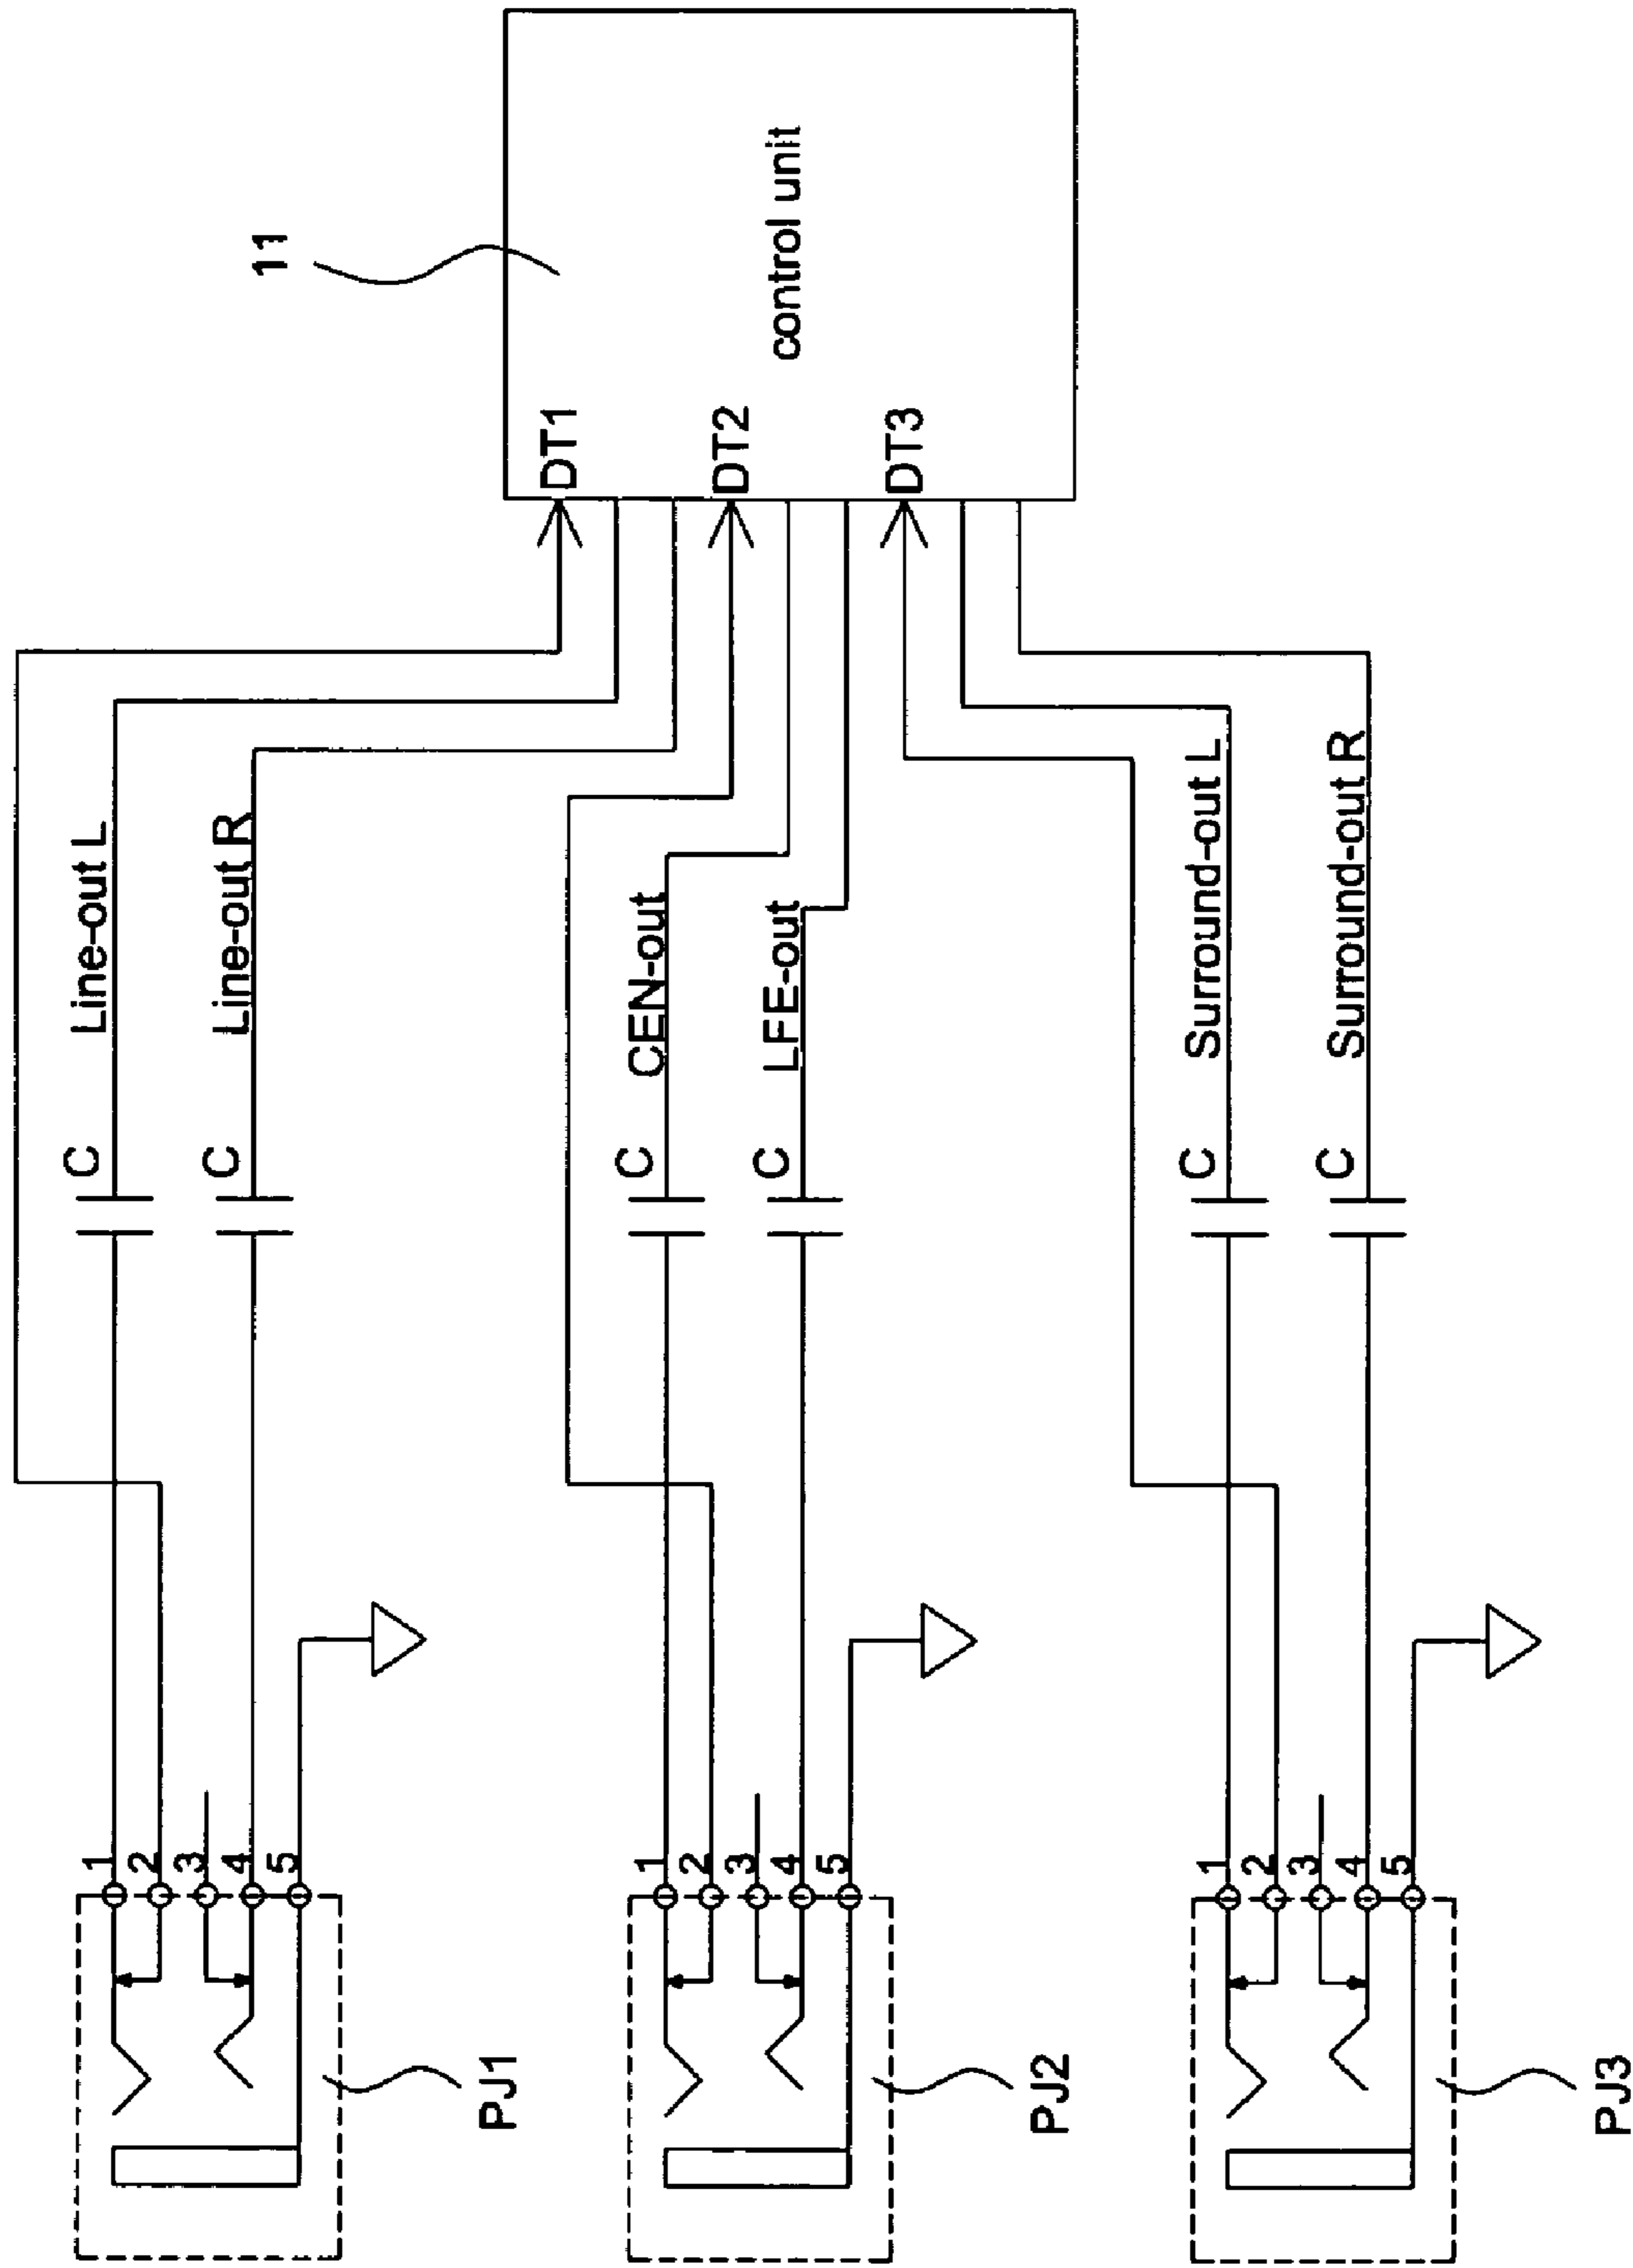 11
control unit
DT1
DT2
DT3
Line-out L
Line-out R
CEN-out
LFE-out
Surround-out L
Surround-out R
C
C
C
C
C
C
1
2
3
4
5
PJ1
1
2
3
4
5
PJ2
1
2
3
4
5
PJ3